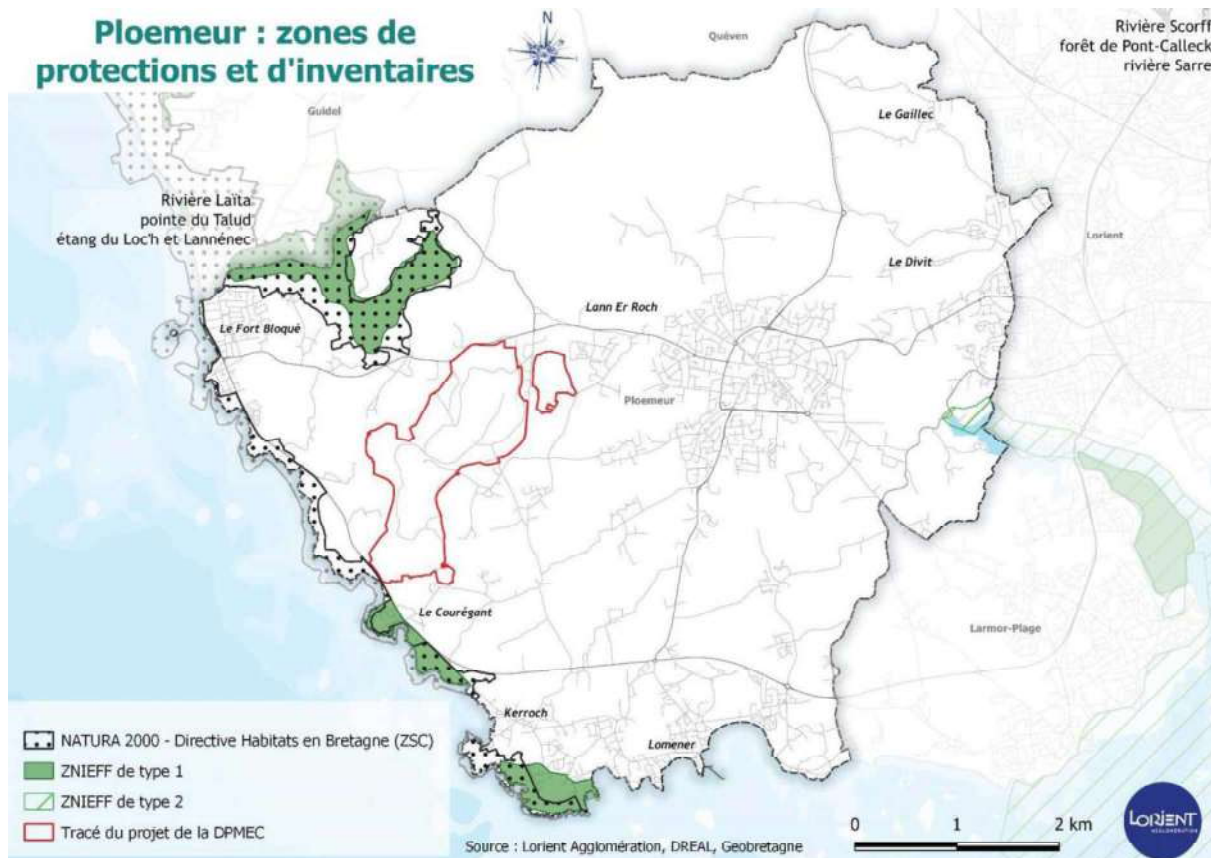 Ploemeur : zones de
protections et d'inventaires
N
Quéven
Rivière Scorff
forêt de Pont-Calleck
rivière Sarre
Guidel
Le Gaillec
Rivière Laïta
pointe du Talud
étang du Loc'h et Lannénec
Lorient
Le Divit
Lann Er Roch
Le Fort Bloqué
Ploemeur
Le Courégant
Larmor-Plage
Kerroch
Lomener
NATURA 2000 - Directive Habitats en Bretagne (ZSC)
ZNIEFF de type 1
ZNIEFF de type 2
Tracé du projet de la DPMEC
Source : Lorient Agglomération, DREAL, Geobretagne
0 1 2 km
LORIENT
AGGLOMÉRATION